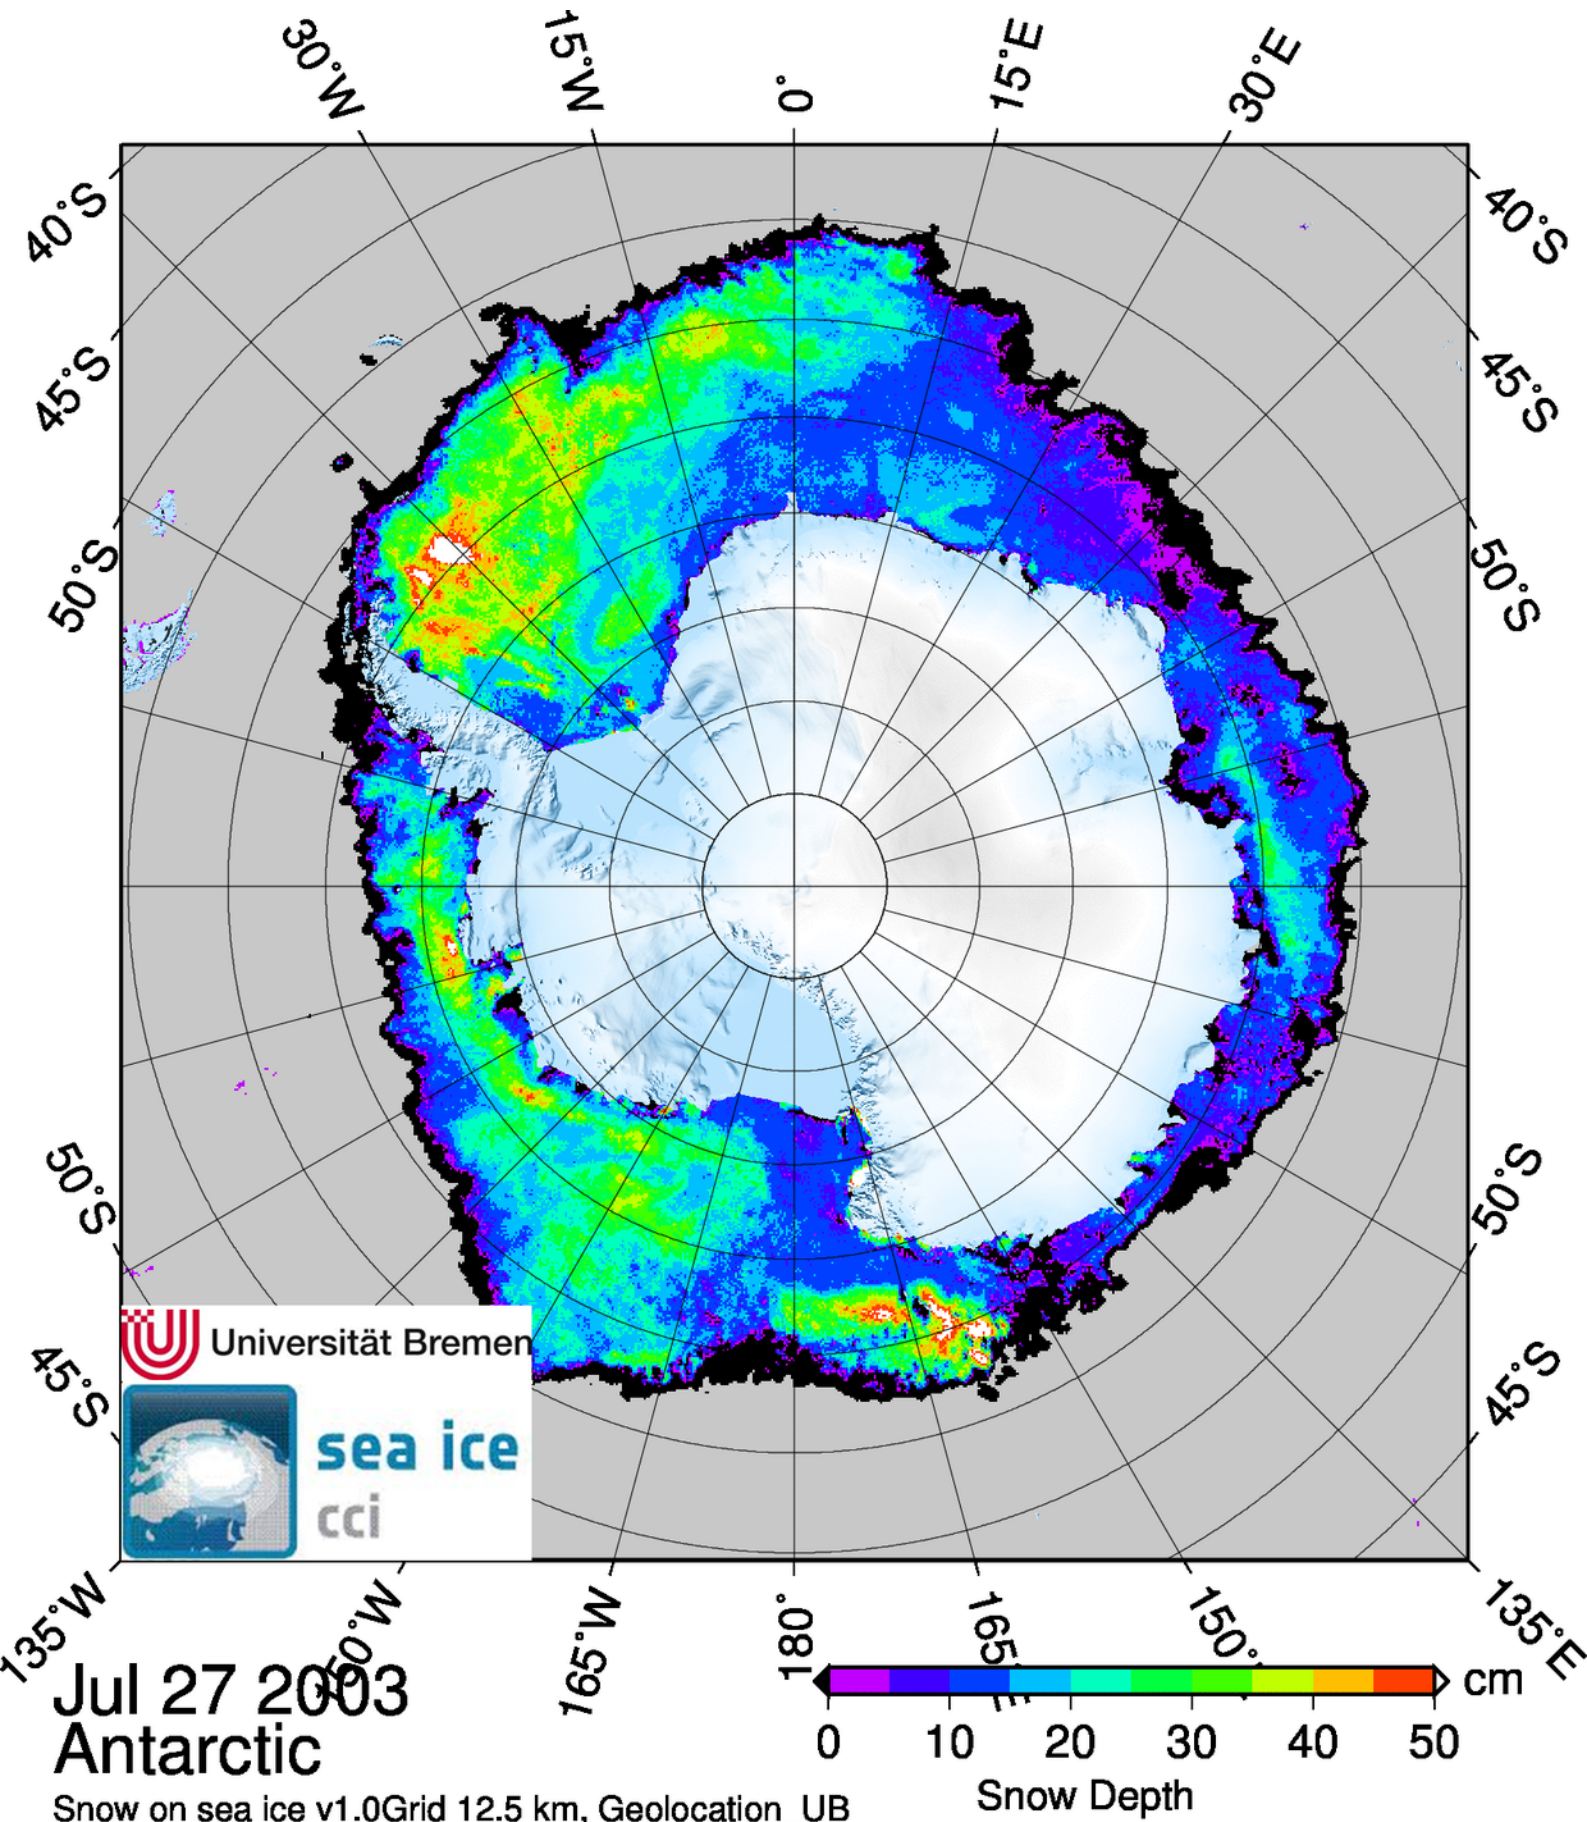 30°W 15°W 0° 15°E 30°E
40°S 40°S
45°S 45°S
50°S 50°S
50°S 50°S
45°S 45°S
Universität Bremen
sea ice
cci
135°W 150°W 165°W 180° 165°E 150° 135°E
Jul 27 2003
Antarctic
Snow on sea ice v1.0Grid 12.5 km, Geolocation UB
cm
0 10 20 30 40 50
Snow Depth